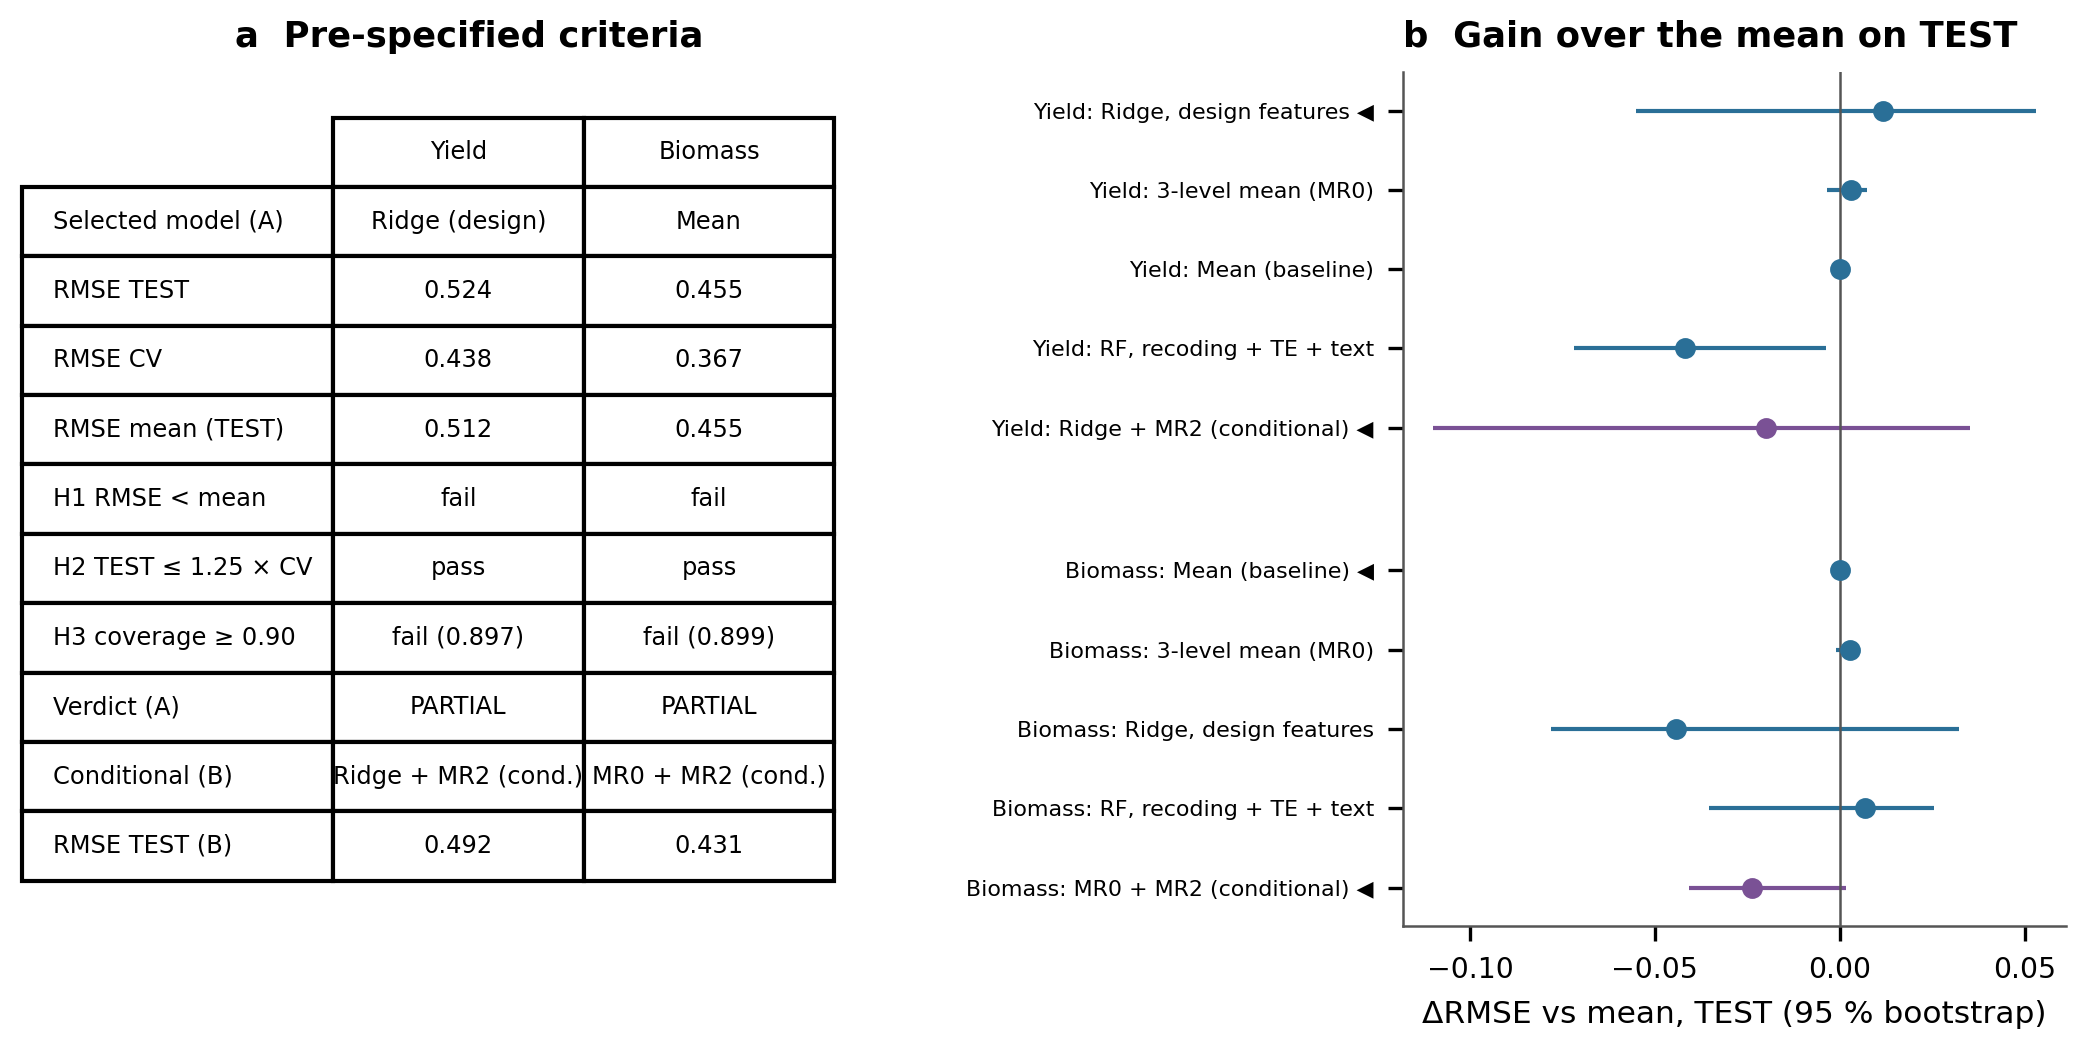 a Pre-specified criteria
Yield Biomass
Selected model (A) Ridge (design) Mean
RMSE TEST 0.524 0.455
RMSE CV 0.438 0.367
RMSE mean (TEST) 0.512 0.455
H1 RMSE < mean fail fail
H2 TEST ≤ 1.25 × CV pass pass
H3 coverage ≥ 0.90 fail (0.897) fail (0.899)
Verdict (A) PARTIAL PARTIAL
Conditional (B) Ridge + MR2 (cond.) MR0 + MR2 (cond.)
RMSE TEST (B) 0.492 0.431
b Gain over the mean on TEST
Yield: Ridge, design features ◄
Yield: 3-level mean (MR0)
Yield: Mean (baseline)
Yield: RF, recoding + TE + text
Yield: Ridge + MR2 (conditional) ◄
Biomass: Mean (baseline) ◄
Biomass: 3-level mean (MR0)
Biomass: Ridge, design features
Biomass: RF, recoding + TE + text
Biomass: MR0 + MR2 (conditional) ◄
−0.10 −0.05 0.00 0.05
ΔRMSE vs mean, TEST (95 % bootstrap)